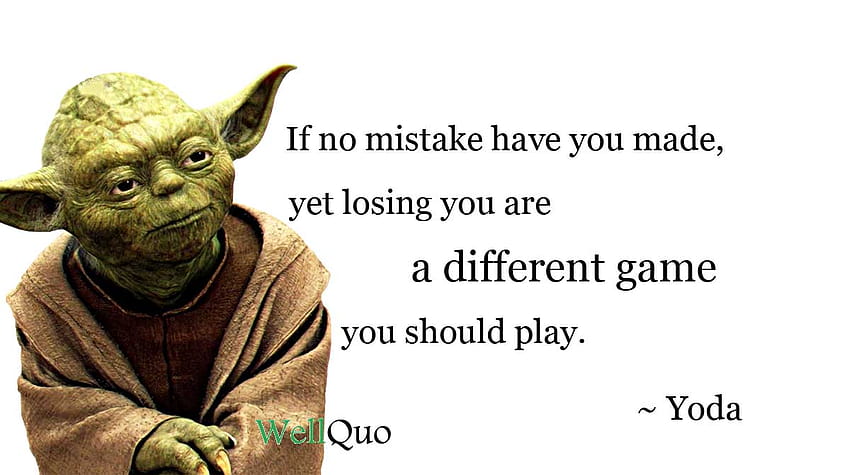 If no mistake have you made,
yet losing you are
a different game
you should play.
~ Yoda
WellQuo